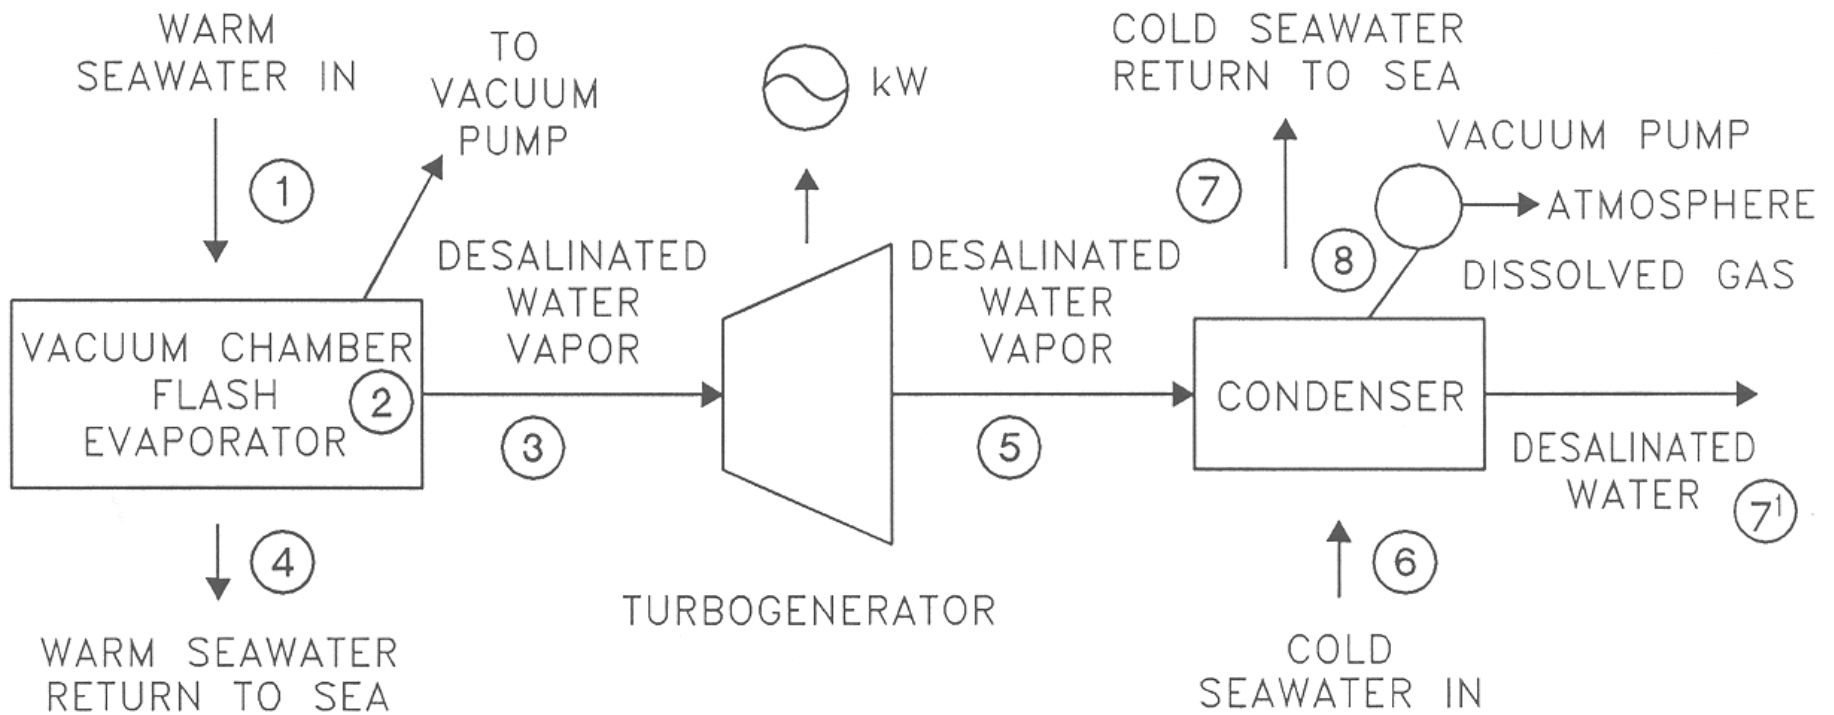 WARM
SEAWATER IN
1
TO
VACUUM
PUMP
kW
COLD SEAWATER
RETURN TO SEA
7
VACUUM PUMP
ATMOSPHERE
8
DISSOLVED GAS
VACUUM CHAMBER
FLASH
EVAPORATOR
2
DESALINATED
WATER
VAPOR
3
DESALINATED
WATER
VAPOR
5
CONDENSER
DESALINATED
WATER
7¹
4
WARM SEAWATER
RETURN TO SEA
TURBOGENERATOR
6
COLD
SEAWATER IN